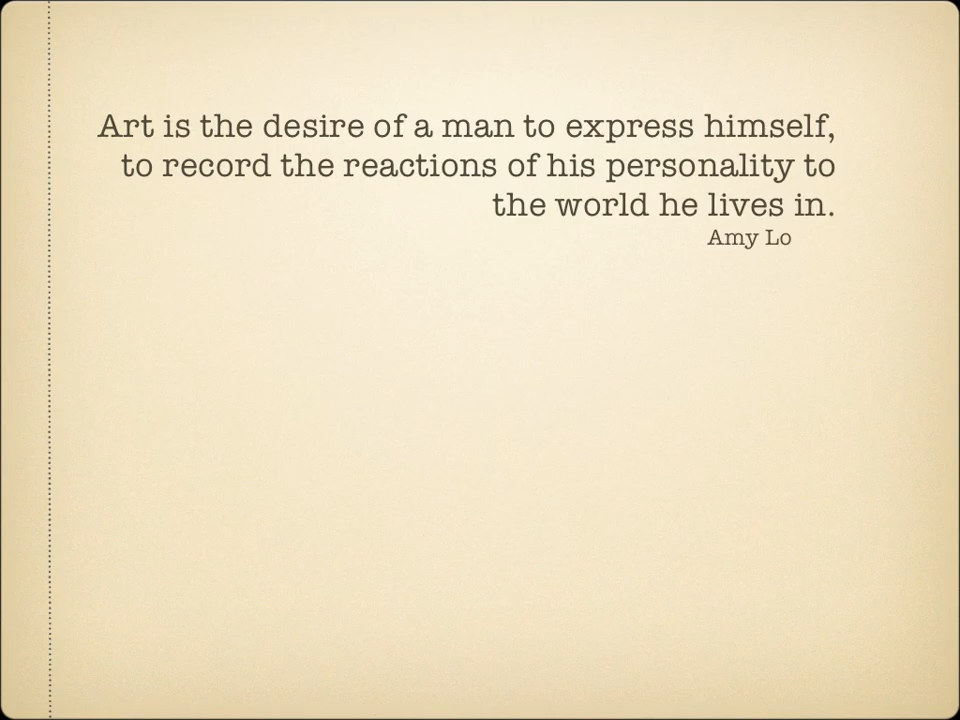 Art is the desire of a man to express himself,
to record the reactions of his personality to
the world he lives in.
Amy Lo